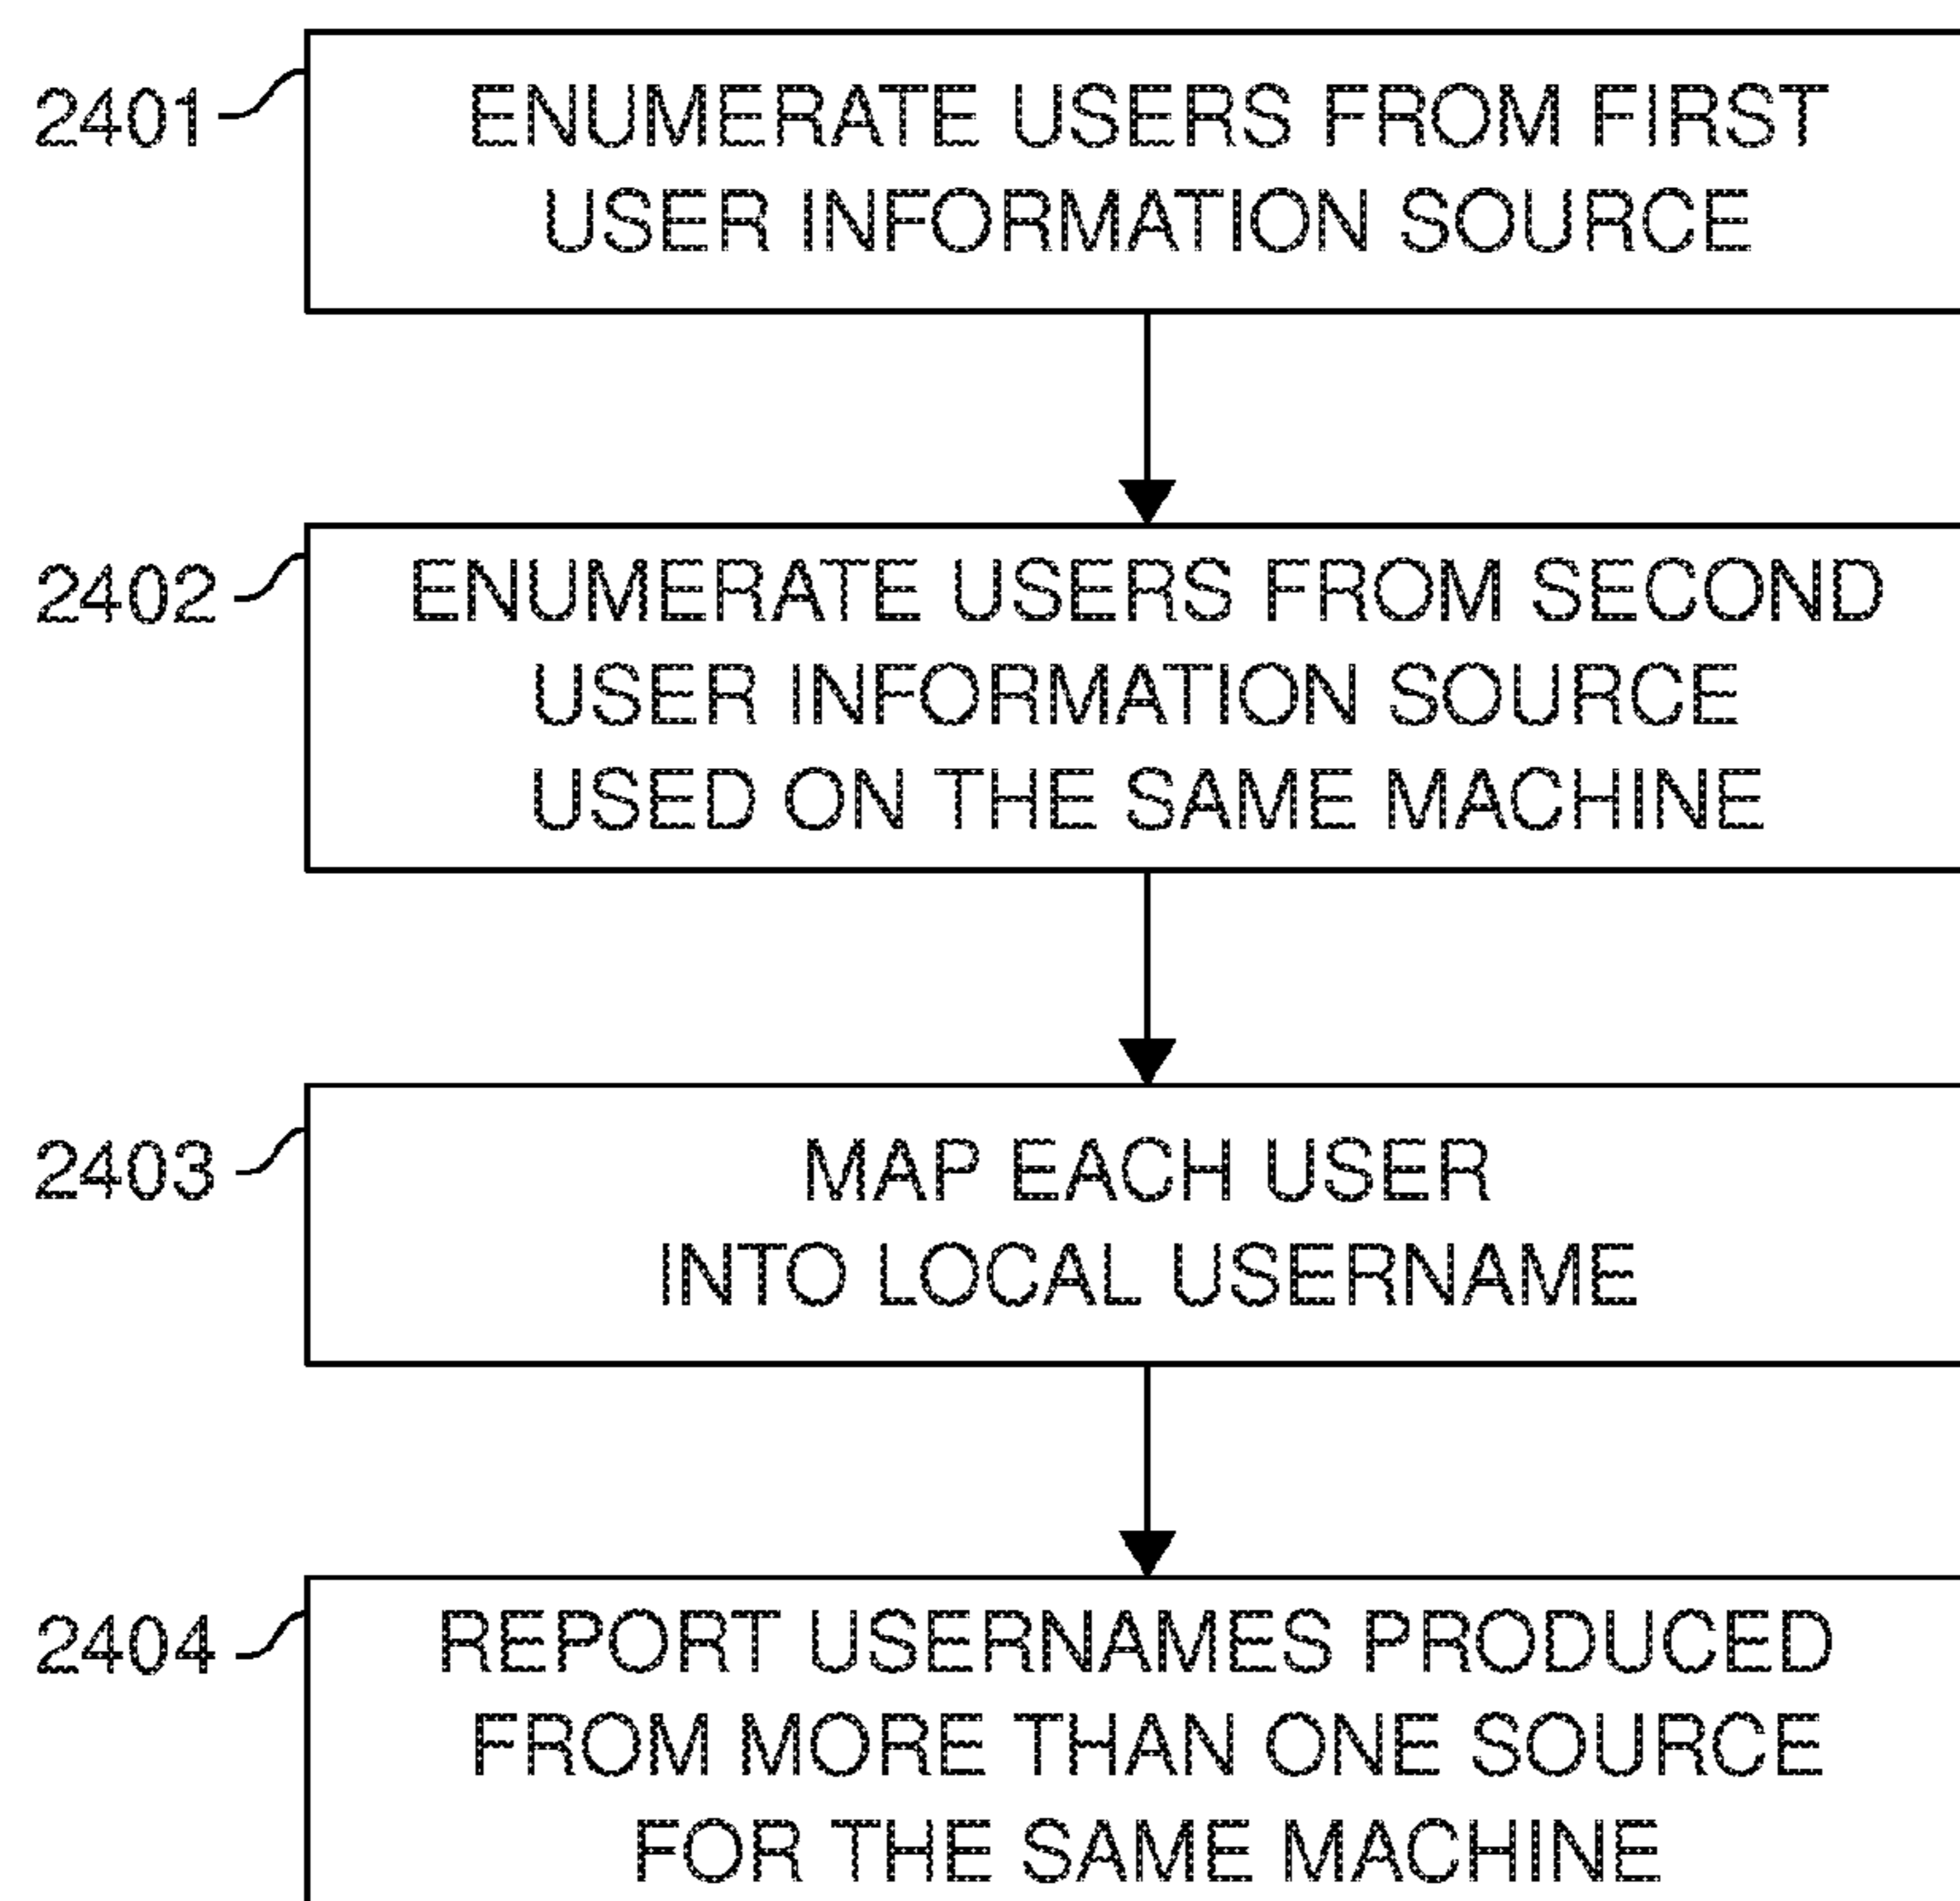 2401
ENUMERATE USERS FROM FIRST
USER INFORMATION SOURCE
2402
ENUMERATE USERS FROM SECOND
USER INFORMATION SOURCE
USED ON THE SAME MACHINE
2403
MAP EACH USER
INTO LOCAL USERNAME
2404
REPORT USERNAMES PRODUCED
FROM MORE THAN ONE SOURCE
FOR THE SAME MACHINE